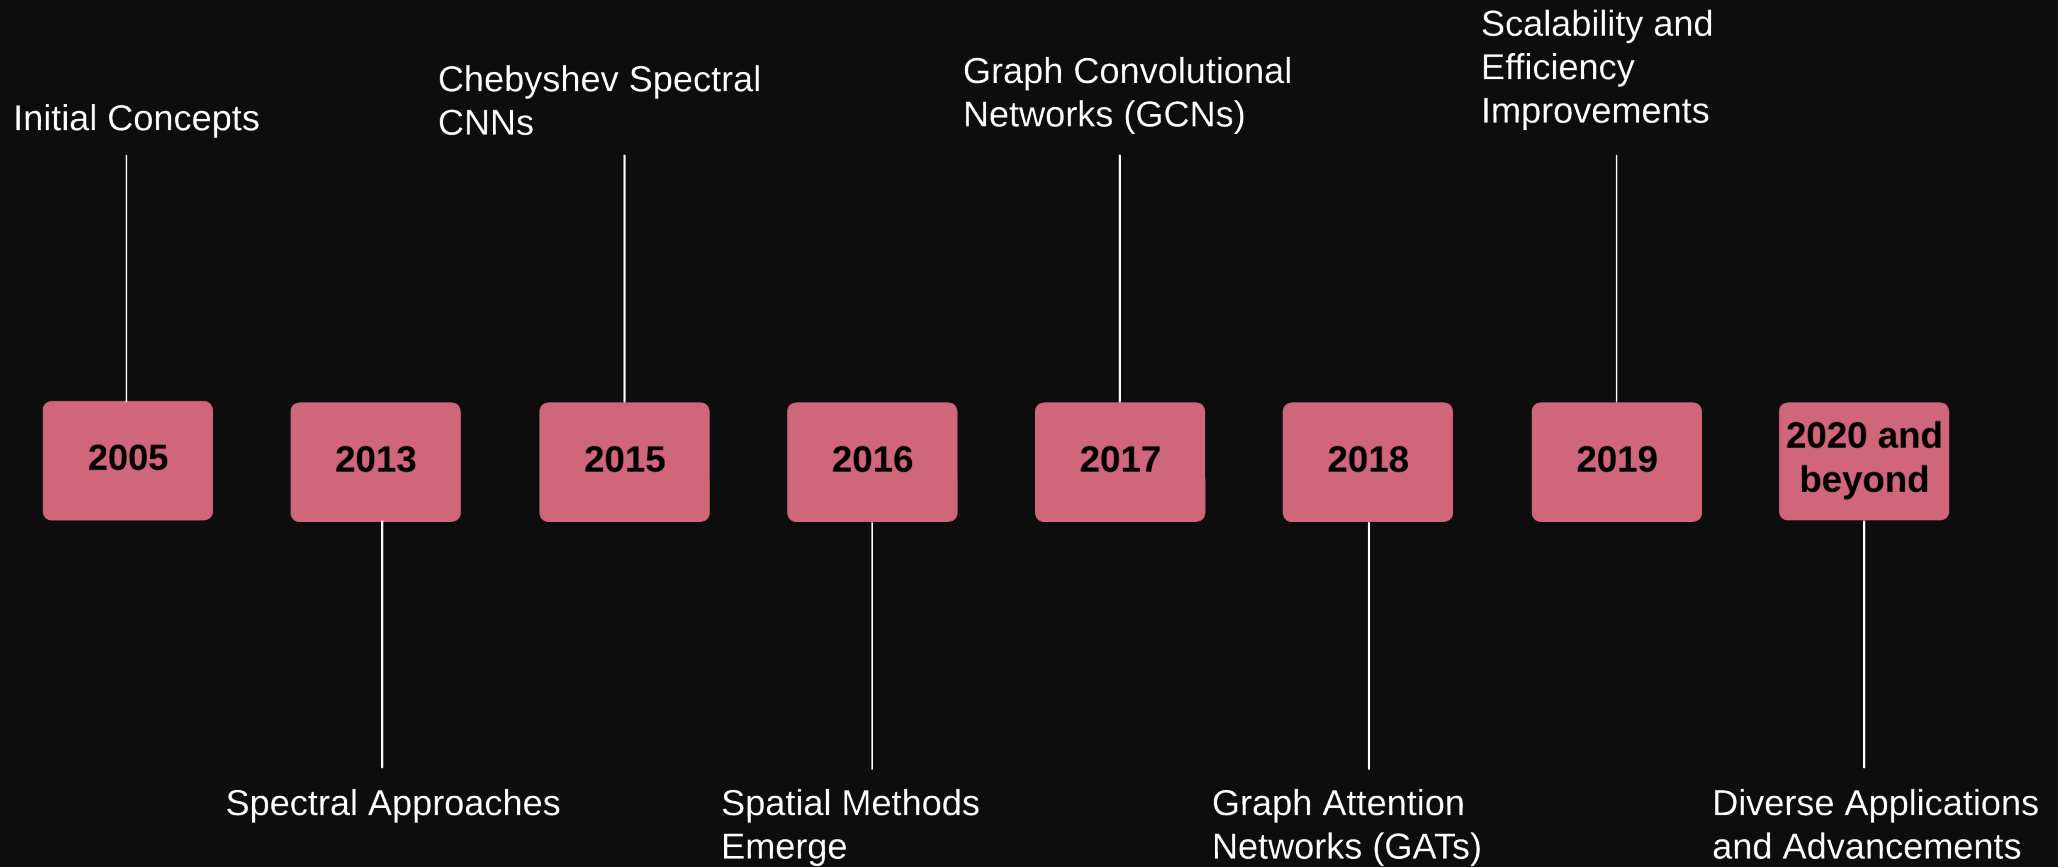 Initial Concepts
Chebyshev Spectral
CNNs
Graph Convolutional
Networks (GCNs)
Scalability and
Efficiency
Improvements
2005
2013
2015
2016
2017
2018
2019
2020 and
beyond
Spectral Approaches
Spatial Methods
Emerge
Graph Attention
Networks (GATs)
Diverse Applications
and Advancements